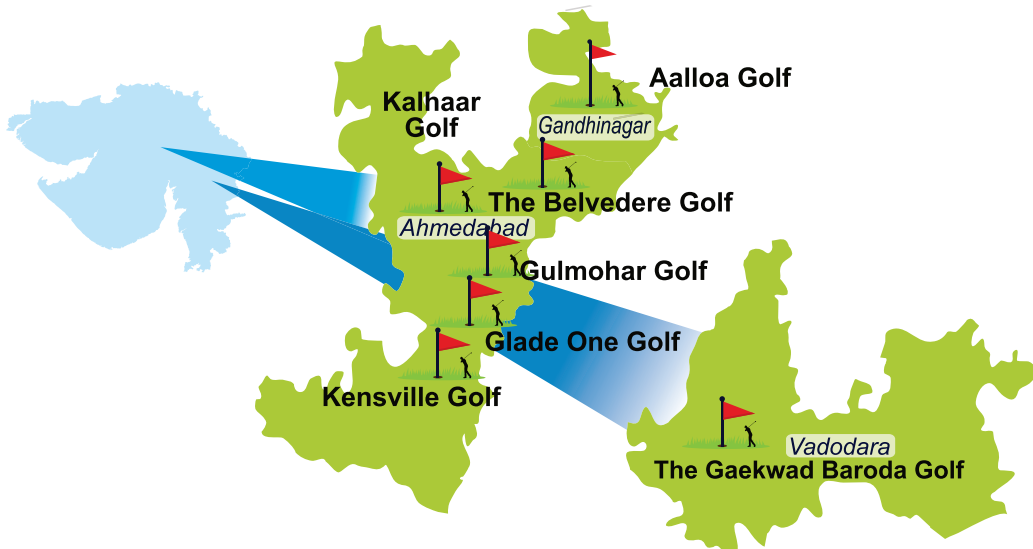 Aalloa Golf
Kalhaar
Golf
Gandhinagar
The Belvedere Golf
Ahmedabad
Gulmohar Golf
Glade One Golf
Kensville Golf
Vadodara
The Gaekwad Baroda Golf